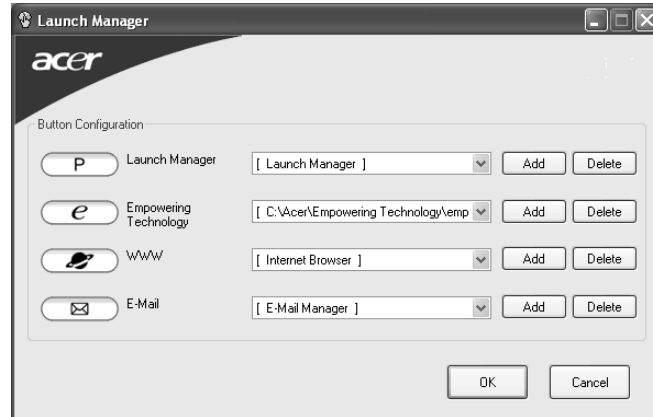 Launch Manager
acer
Button Configuration
P Launch Manager [ Launch Manager ] Add Delete
e Empowering Technology [ C:\Acer\Empowering Technology\emp Add Delete
WWW [ Internet Browser ] Add Delete
E-Mail [ E-Mail Manager ] Add Delete
OK Cancel